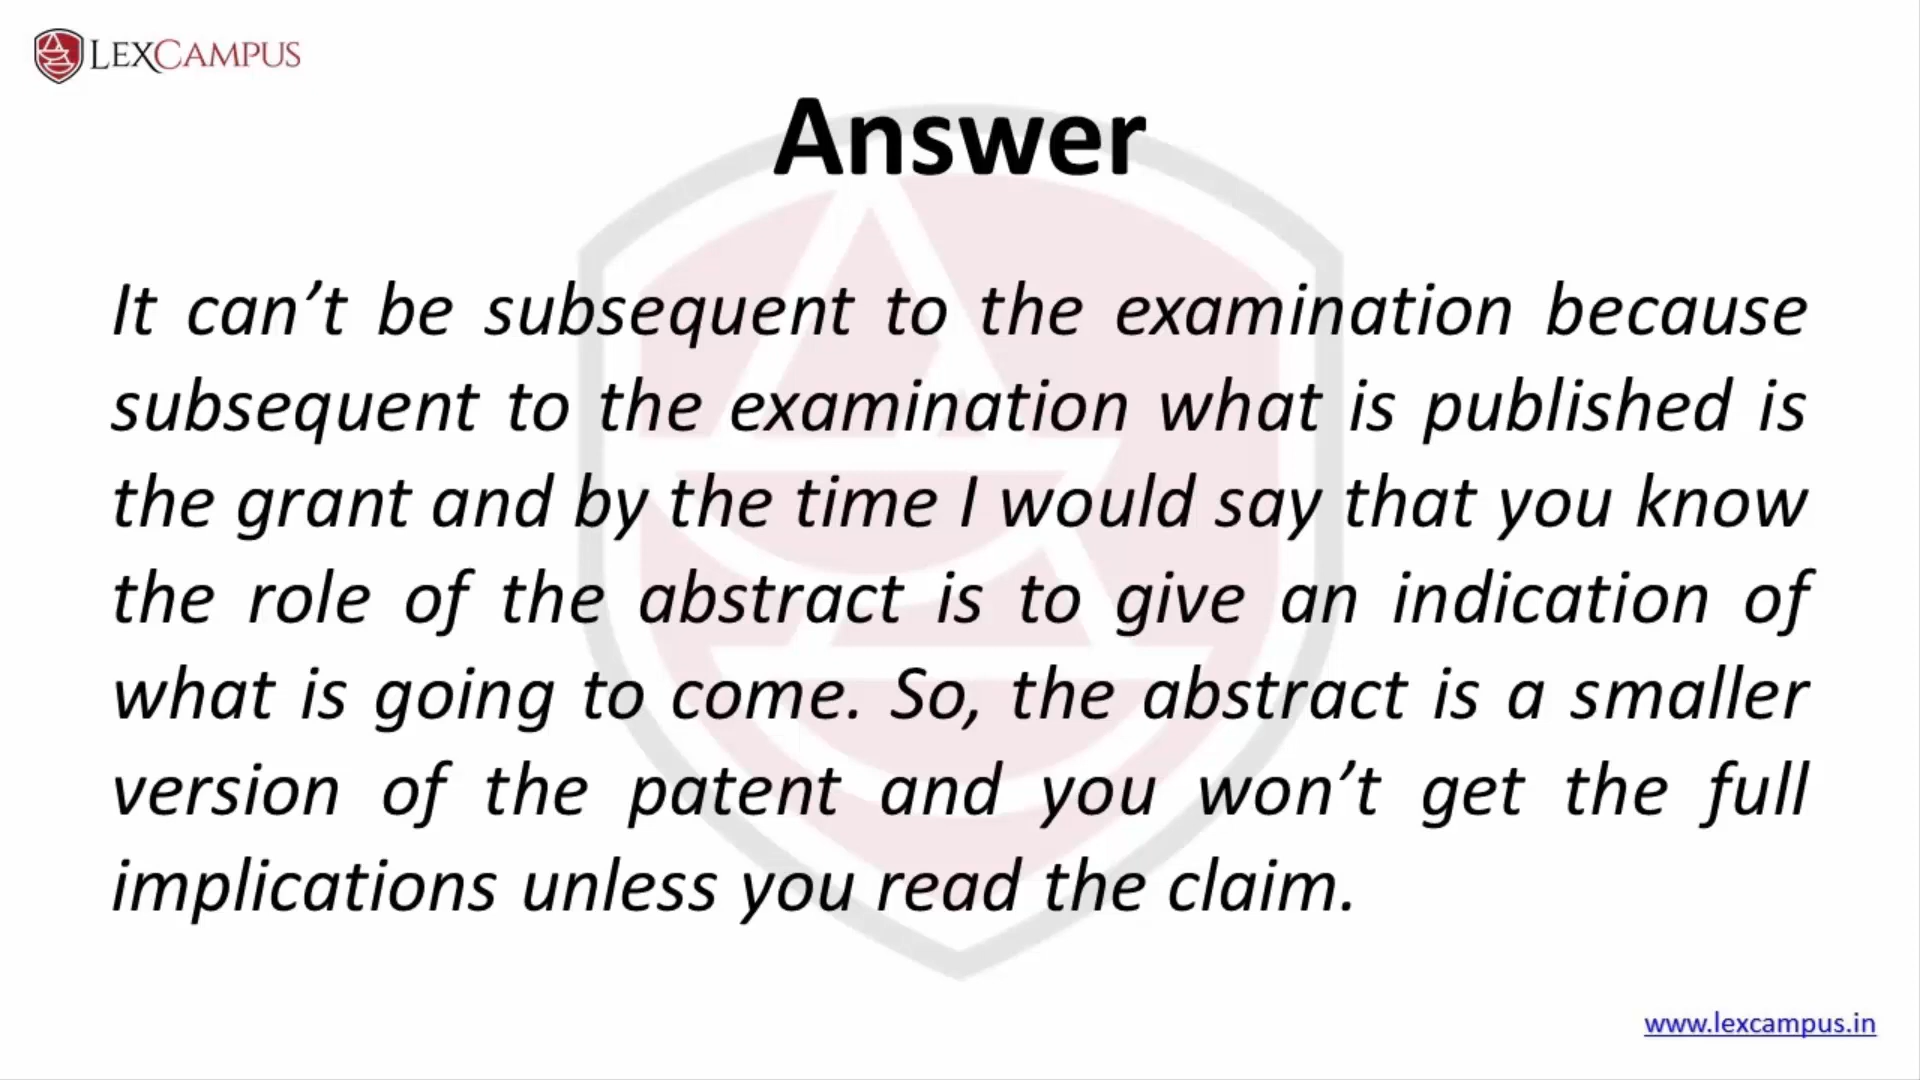 LEXCAMPUS
Answer
It can’t be subsequent to the examination because
subsequent to the examination what is published is
the grant and by the time I would say that you know
the role of the abstract is to give an indication of
what is going to come. So, the abstract is a smaller
version of the patent and you won’t get the full
implications unless you read the claim.
www.lexcampus.in